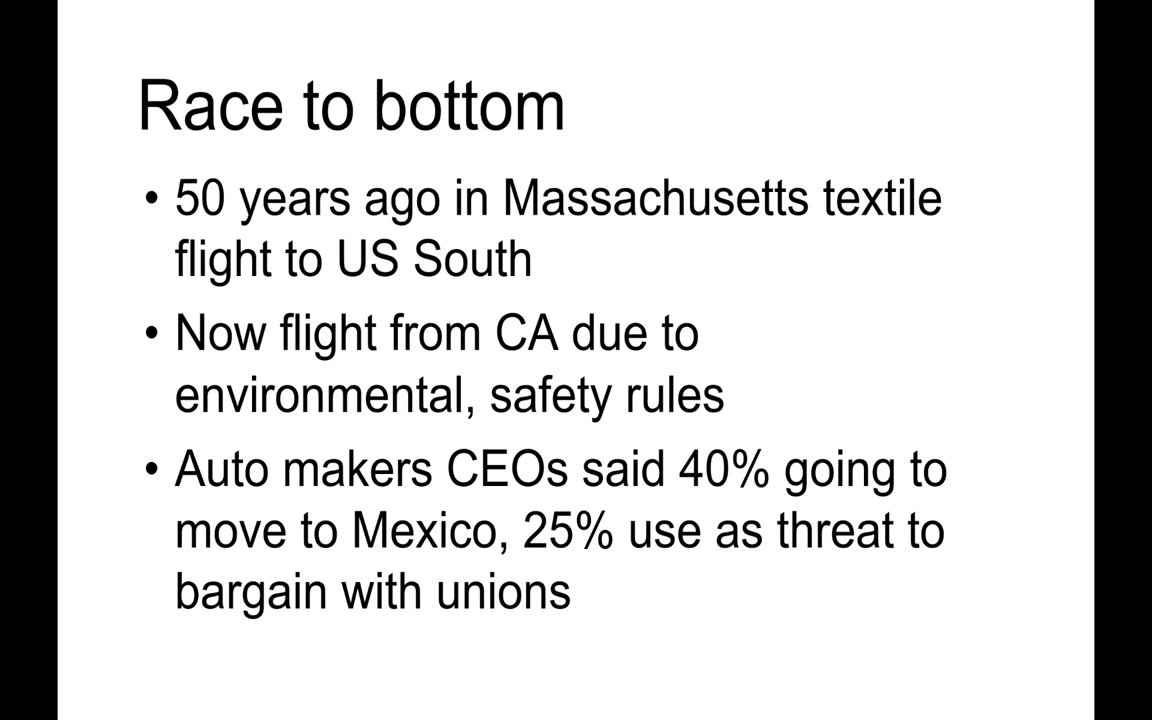 Race to bottom
• 50 years ago in Massachusetts textile
flight to US South
• Now flight from CA due to
environmental, safety rules
• Auto makers CEOs said 40% going to
move to Mexico, 25% use as threat to
bargain with unions